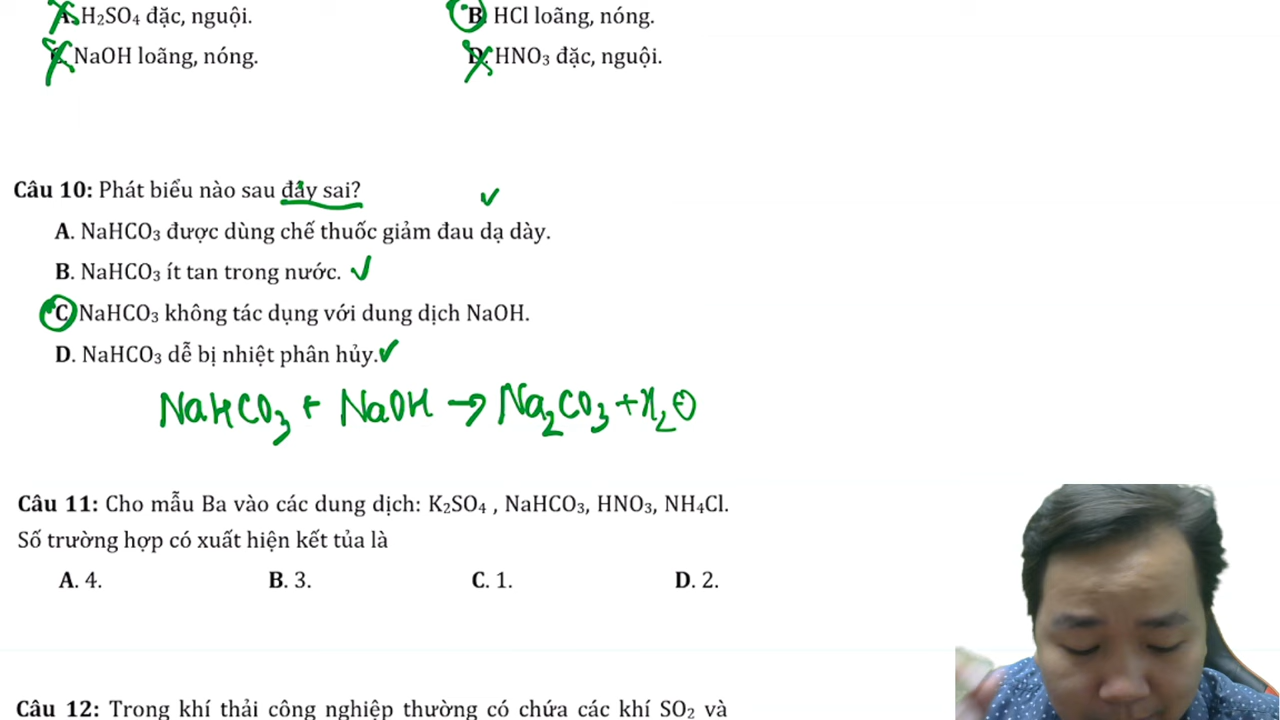 A. H₂SO₄ đặc, nguội. B. HCl loãng, nóng.
NaOH loãng, nóng. D. HNO₃ đặc, nguội.
Câu 10: Phát biểu nào sau đây sai?
A. NaHCO₃ được dùng chế thuốc giảm đau dạ dày.
B. NaHCO₃ ít tan trong nước.
C NaHCO₃ không tác dụng với dung dịch NaOH.
D. NaHCO₃ dễ bị nhiệt phân hủy.
NaHCO₃ + NaOH → Na₂CO₃ + H₂O
Câu 11: Cho mẫu Ba vào các dung dịch: K₂SO₄ , NaHCO₃, HNO₃, NH₄Cl.
Số trường hợp có xuất hiện kết tủa là
A. 4. B. 3. C. 1. D. 2.
Câu 12: Trong khí thải công nghiệp thường có chứa các khí SO₂ và